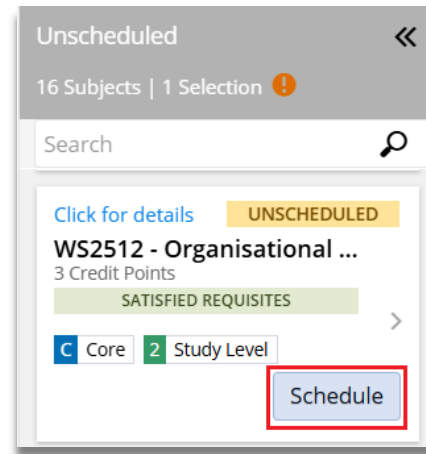 Unscheduled
16 Subjects | 1 Selection !
Search
Click for details UNSCHEDULED
WS2512 - Organisational ...
3 Credit Points
SATISFIED REQUISITES
C Core 2 Study Level
Schedule